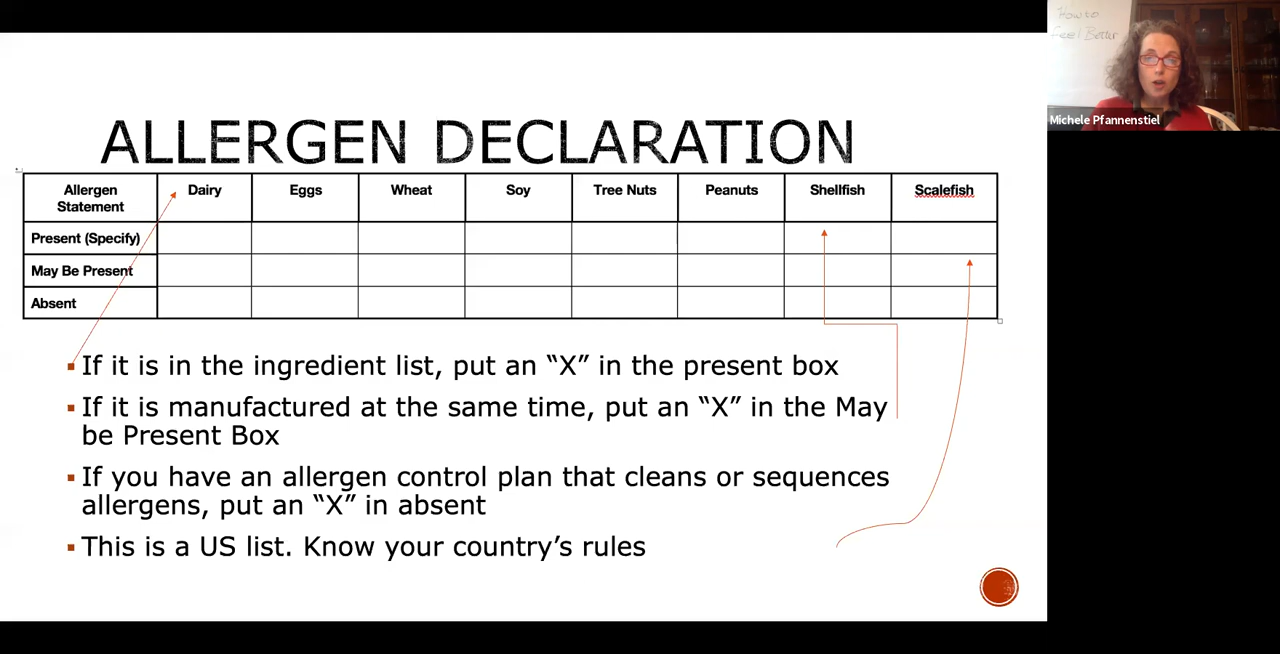 How to
Feel Better
Michele Pfannenstiel
ALLERGEN DECLARATION
Allergen
Statement
Dairy
Eggs
Wheat
Soy
Tree Nuts
Peanuts
Shellfish
Scalefish
Present (Specify)
May Be Present
Absent
If it is in the ingredient list, put an “X” in the present box
If it is manufactured at the same time, put an “X” in the May
be Present Box
If you have an allergen control plan that cleans or sequences
allergens, put an “X” in absent
This is a US list. Know your country’s rules